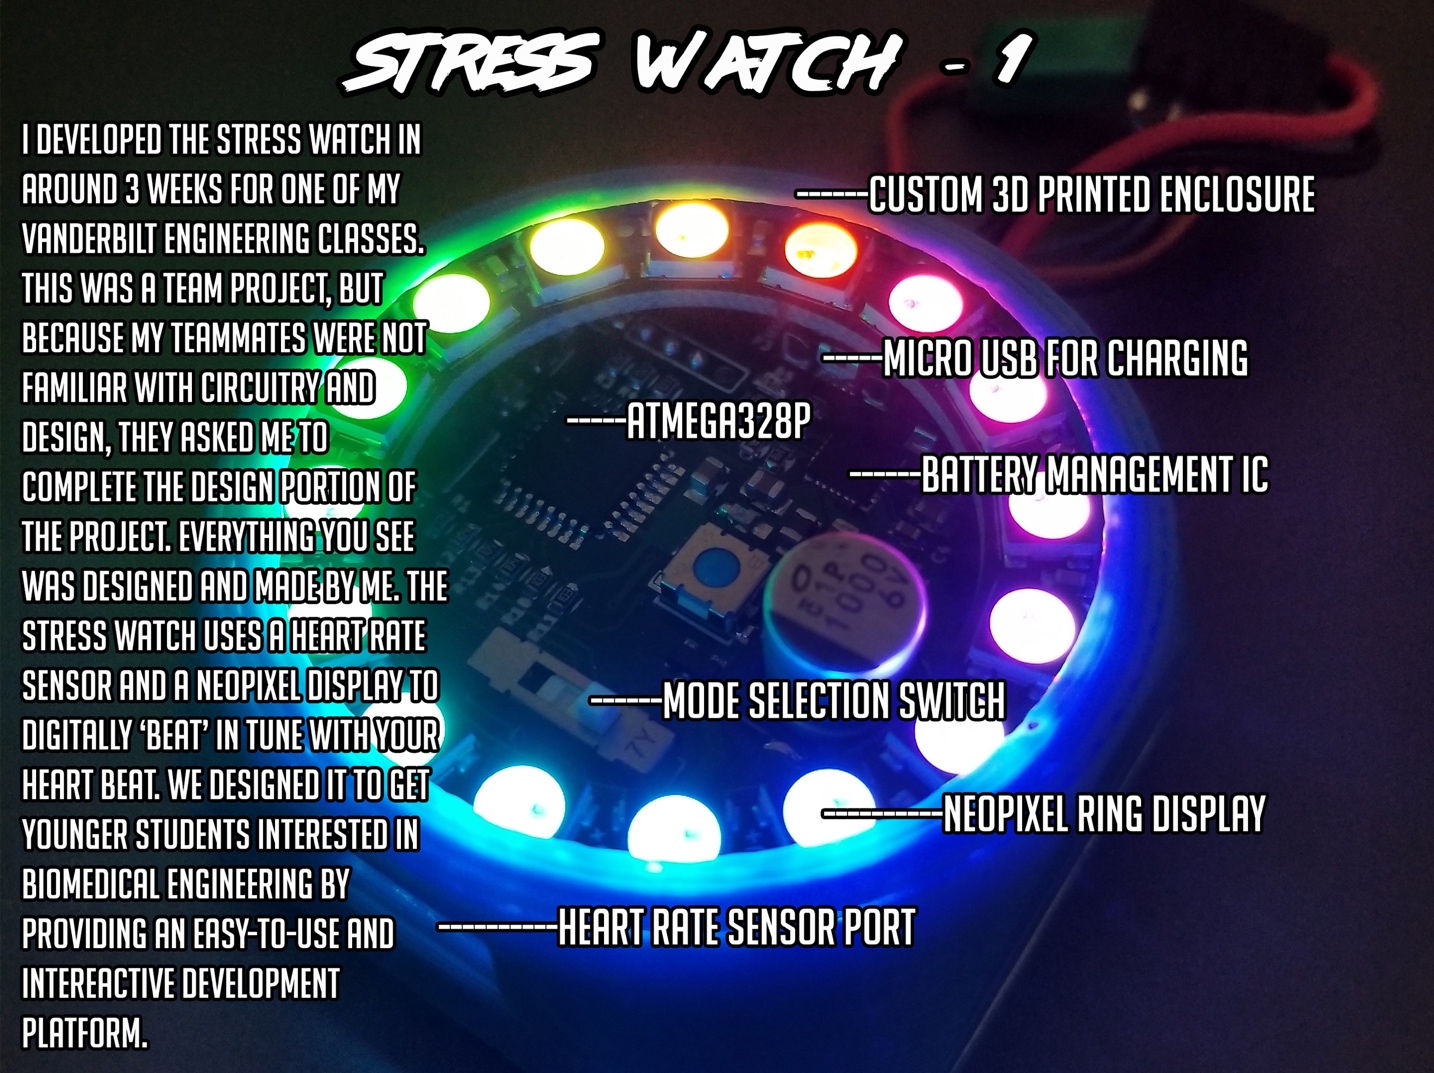 STRESS WATCH - 1
I DEVELOPED THE STRESS WATCH IN
AROUND 3 WEEKS FOR ONE OF MY
VANDERBILT ENGINEERING CLASSES.
THIS WAS A TEAM PROJECT, BUT
BECAUSE MY TEAMMATES WERE NOT
FAMILIAR WITH CIRCUITRY AND
DESIGN, THEY ASKED ME TO
COMPLETE THE DESIGN PORTION OF
THE PROJECT. EVERYTHING YOU SEE
WAS DESIGNED AND MADE BY ME. THE
STRESS WATCH USES A HEART RATE
SENSOR AND A NEOPIXEL DISPLAY TO
DIGITALLY ‘BEAT’ IN TUNE WITH YOUR
HEART BEAT. WE DESIGNED IT TO GET
YOUNGER STUDENTS INTERESTED IN
BIOMEDICAL ENGINEERING BY
PROVIDING AN EASY-TO-USE AND
INTEREACTIVE DEVELOPMENT
PLATFORM.
------CUSTOM 3D PRINTED ENCLOSURE
-----MICRO USB FOR CHARGING
-----ATMEGA328P
------BATTERY MANAGEMENT IC
1000
6V
------MODE SELECTION SWITCH
7Y
----------NEOPIXEL RING DISPLAY
----------HEART RATE SENSOR PORT